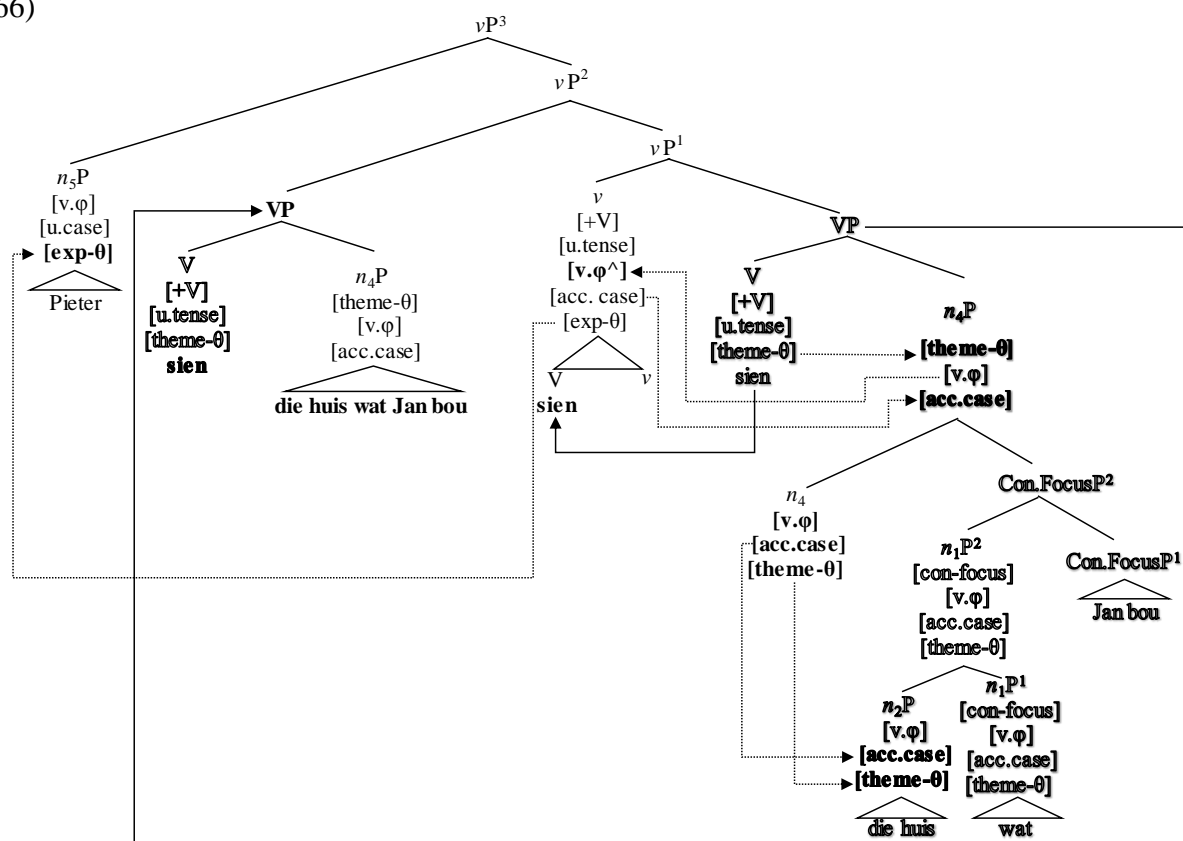 66)
vP³
vP²
vP¹
n₅P
[v.φ]
[u.case]
[exp-θ]
Pieter
VP
V
[+V]
[u.tense]
[theme-θ]
sien
n₄P
[theme-θ]
[v.φ]
[acc.case]
die huis wat Jan bou
v
[+V]
[u.tense]
[v.φ^]
[acc. case]
[exp-θ]
V v
sien
VP
V
[+V]
[u.tense]
[theme-θ]
sien
n₄P
[theme-θ]
[v.φ]
[acc.case]
n₄
[v.φ]
[acc.case]
[theme-θ]
Con.FocusP²
n₁P²
[con-focus]
[v.φ]
[acc.case]
[theme-θ]
Con.FocusP¹
Jan bou
n₂P
[v.φ]
[acc.case]
[theme-θ]
die huis
n₁P¹
[con-focus]
[v.φ]
[acc.case]
[theme-θ]
wat